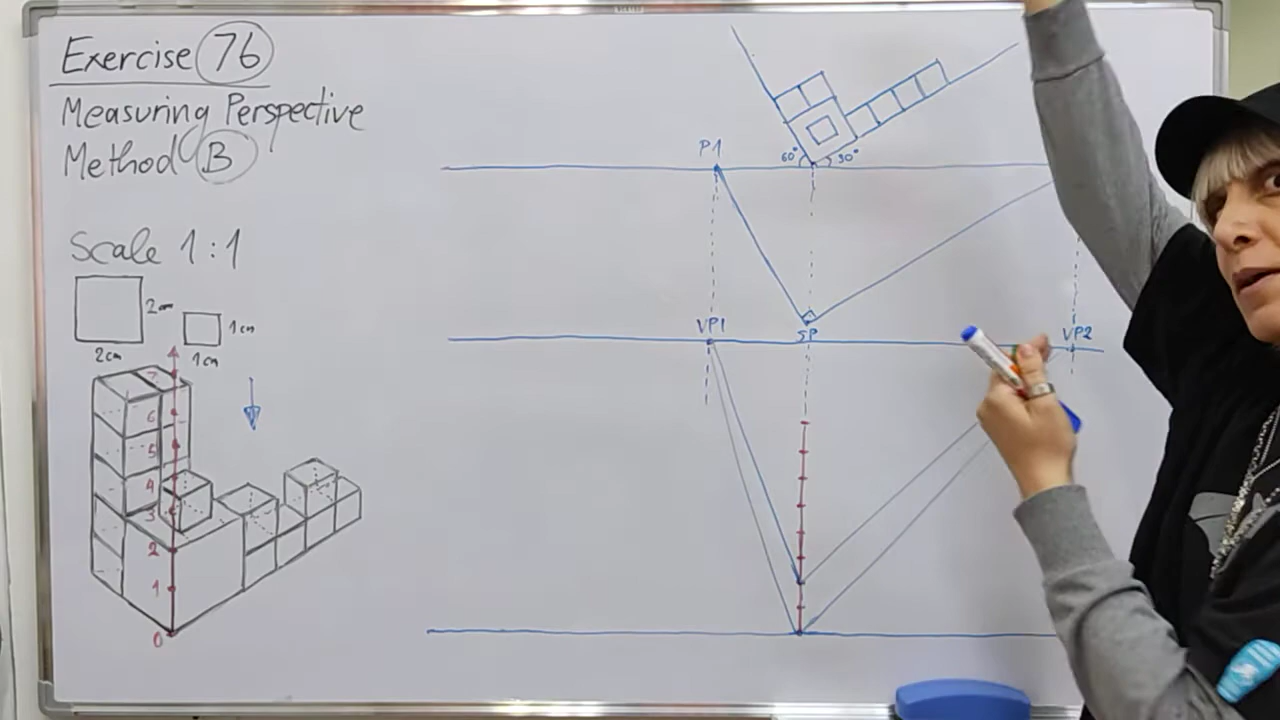 Exercise 76
Measuring Perspective
Method B
Scale 1:1
2cm
1cm
2cm
1cm
7
6
5
4
3
2
1
0
P1
60°
30°
VP1
SP
VP2